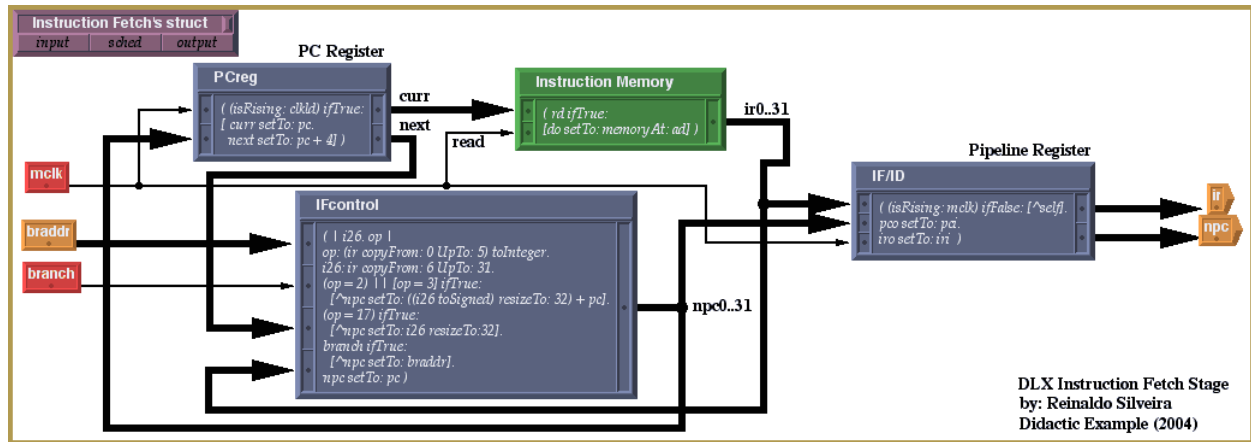 Instruction Fetch's struct
input sched output
PC Register
PCreg
( (isRising: clkld) ifTrue:
[ curr setTo: pc.
next setTo: pc + 4] )
curr
next
Instruction Memory
( rd ifTrue:
[do setTo: memoryAt: ad] )
read
ir0..31
Pipeline Register
IF/ID
( (isRising: mclk) ifFalse: [^self].
pco setTo: pci.
iro setTo: iri )
ir
npc
mclk
braddr
branch
IFcontrol
( | i26. op |
op: (ir copyFrom: 0 UpTo: 5) toInteger.
i26: ir copyFrom: 6 UpTo: 31.
(op = 2) || [op = 3] ifTrue:
[^npc setTo: ((i26 toSigned) resizeTo: 32) + pc].
(op = 17) ifTrue:
[^npc setTo: i26 resizeTo:32].
branch ifTrue:
[^npc setTo: braddr].
npc setTo: pc )
npc0..31
DLX Instruction Fetch Stage
by: Reinaldo Silveira
Didactic Example (2004)